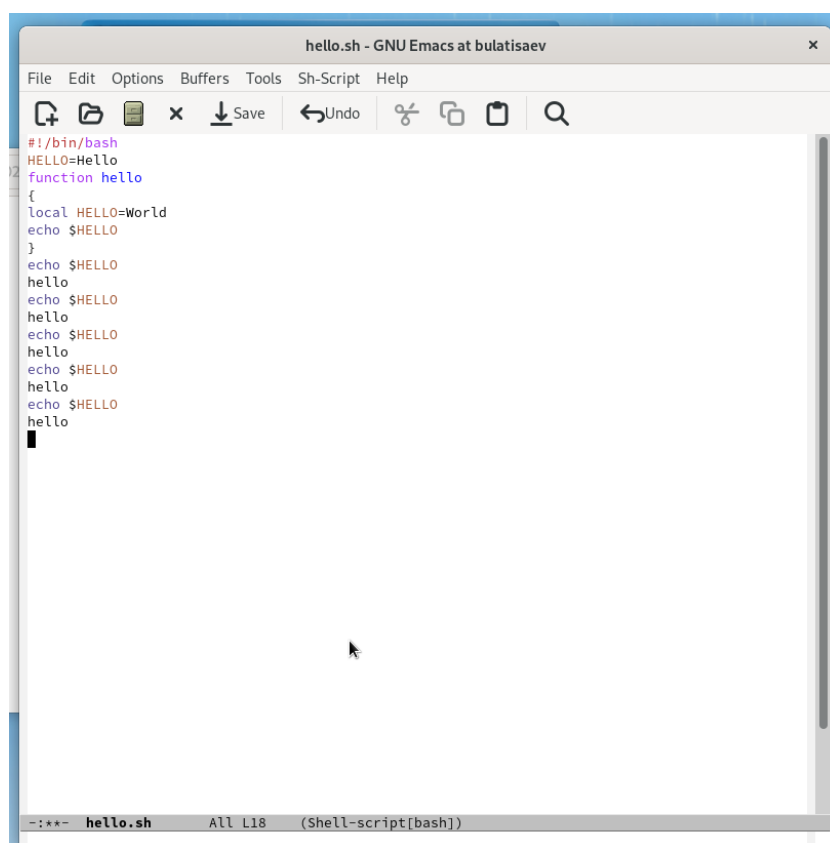 hello.sh - GNU Emacs at bulatisaev
File Edit Options Buffers Tools Sh-Script Help
Save Undo
#!/bin/bash
HELLO=Hello
function hello
{
local HELLO=World
echo $HELLO
}
echo $HELLO
hello
echo $HELLO
hello
echo $HELLO
hello
echo $HELLO
hello
echo $HELLO
hello
-:**- hello.sh All L18 (Shell-script[bash])